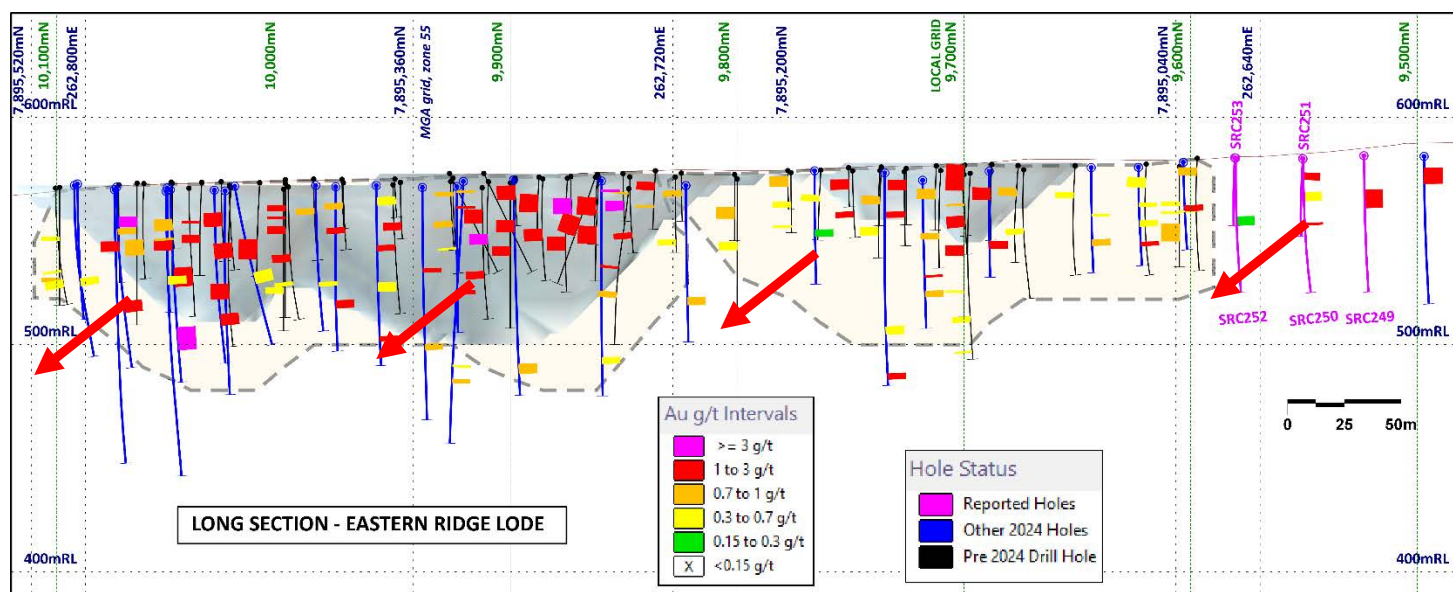 7,895,520mN
10,100mN
262,800mE
10,000mN
7,895,360mN
MGA grid, zone 55
9,900mN
262,720mE
9,800mN
7,895,200mN
LOCAL GRID
9,700mN
7,895,040mN
9,600mN
262,640mE
9,500mN
600mRL
600mRL
SRC253
SRC251
500mRL
500mRL
SRC252
SRC250
SRC249
0 25 50m
Au g/t Intervals
>= 3 g/t
1 to 3 g/t
0.7 to 1 g/t
0.3 to 0.7 g/t
0.15 to 0.3 g/t
X <0.15 g/t
Hole Status
Reported Holes
Other 2024 Holes
Pre 2024 Drill Hole
LONG SECTION - EASTERN RIDGE LODE
400mRL
400mRL